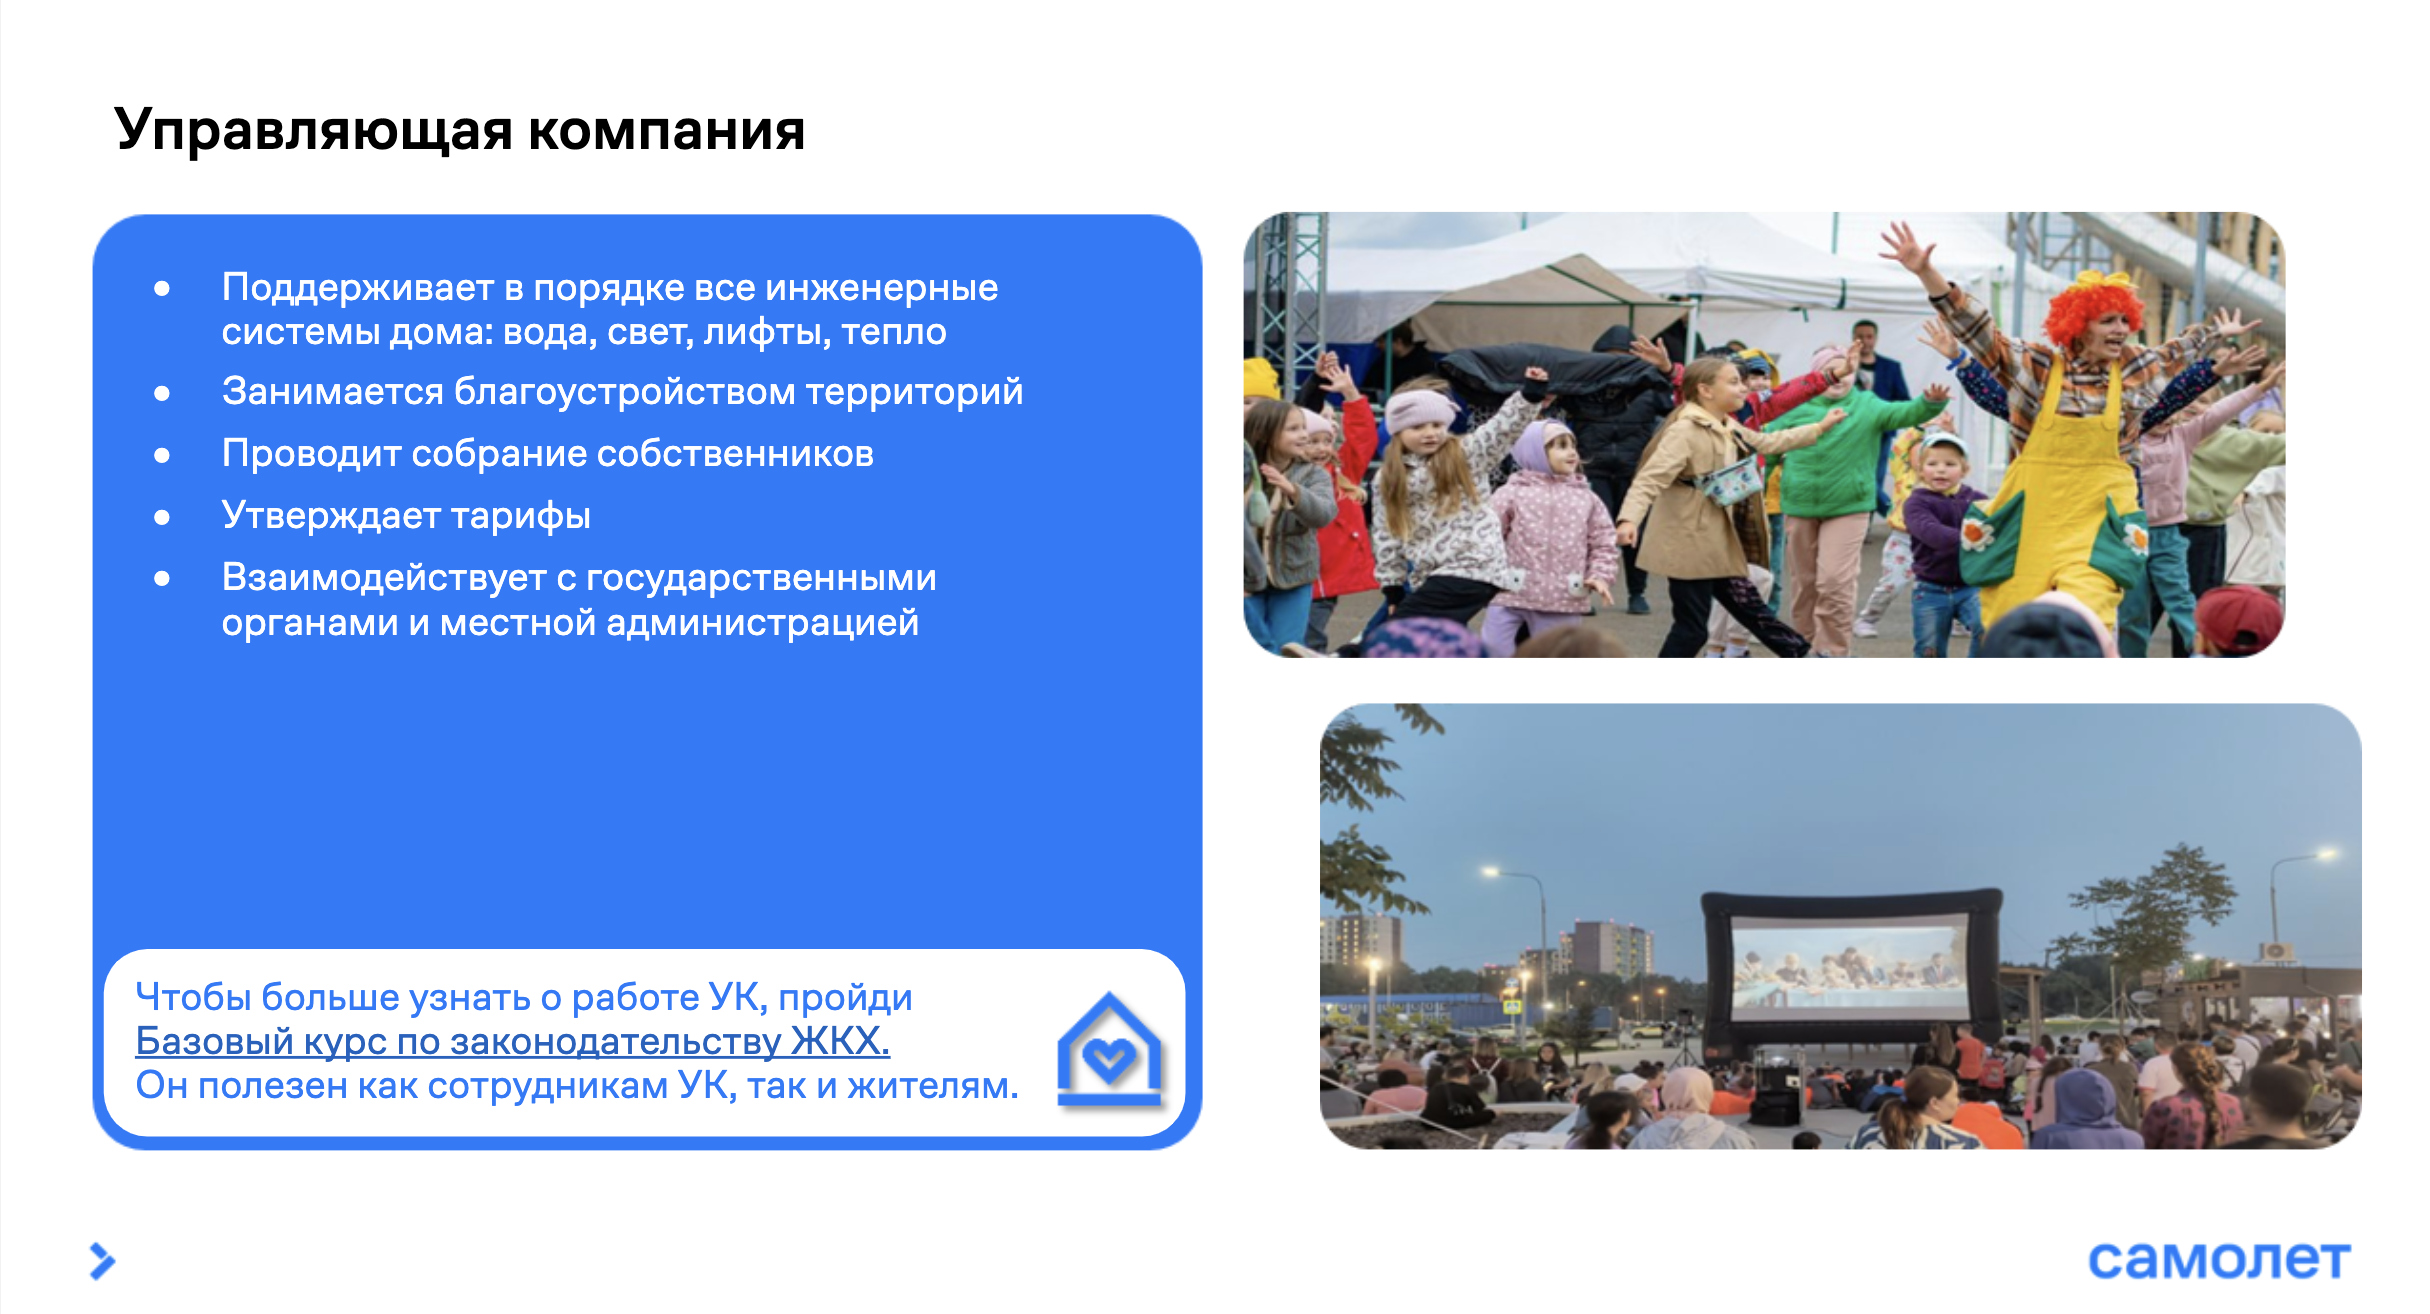 Управляющая компания
● Поддерживает в порядке все инженерные
системы дома: вода, свет, лифты, тепло
● Занимается благоустройством территорий
● Проводит собрание собственников
● Утверждает тарифы
● Взаимодействует с государственными
органами и местной администрацией
Чтобы больше узнать о работе УК, пройди
Базовый курс по законодательству ЖКХ.
Он полезен как сотрудникам УК, так и жителям.
самолет